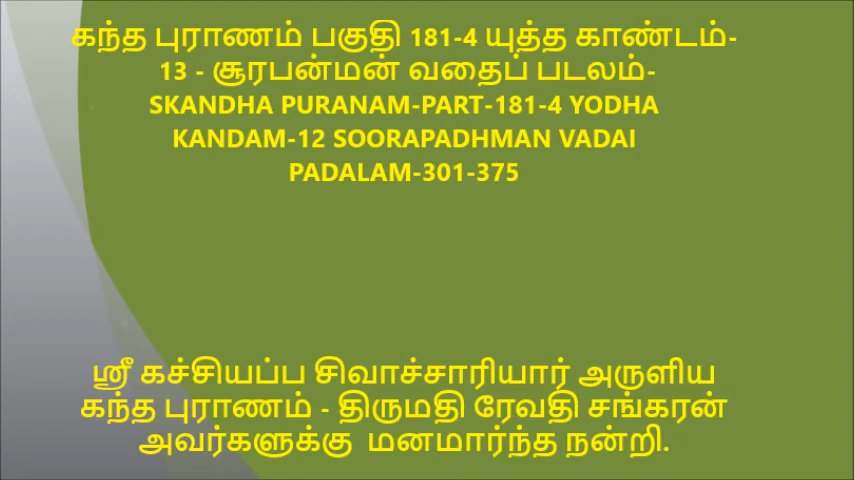 கந்த புராணம் பகுதி 181-4 யுத்த காண்டம்-
13 - சூரபன்மன் வதைப் படலம்-
SKANDHA PURANAM-PART-181-4 YODHA
KANDAM-12 SOORAPADHMAN VADAI
PADALAM-301-375
ஸ்ரீ கச்சியப்ப சிவாச்சாரியார் அருளிய
கந்த புராணம் - திருமதி ரேவதி சங்கரன்
அவர்களுக்கு மனமார்ந்த நன்றி.